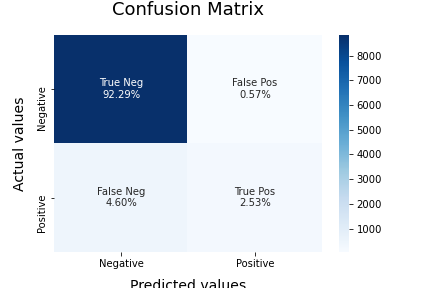 Confusion Matrix
Actual values
Negative
Positive
True Neg
92.29%
False Pos
0.57%
False Neg
4.60%
True Pos
2.53%
Negative
Positive
Predicted values
8000
7000
6000
5000
4000
3000
2000
1000